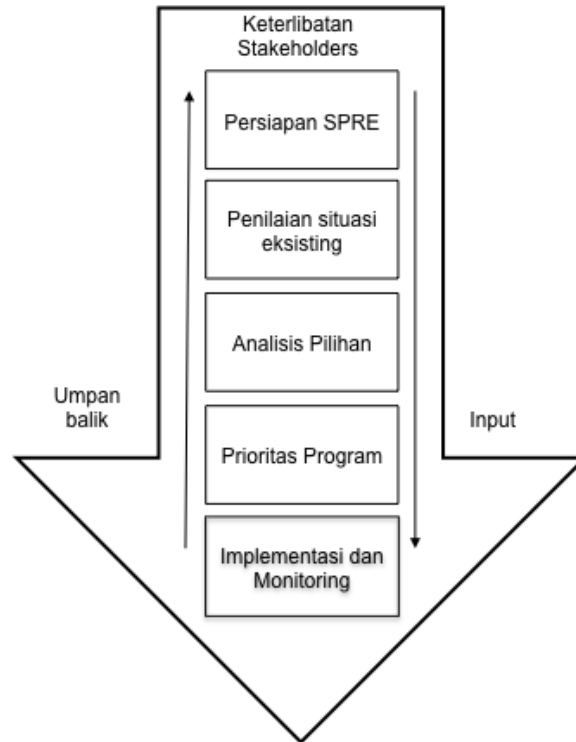 Keterlibatan
Stakeholders
Persiapan SPRE
Penilaian situasi
eksisting
Analisis Pilihan
Umpan
balik
Input
Prioritas Program
Implementasi dan
Monitoring